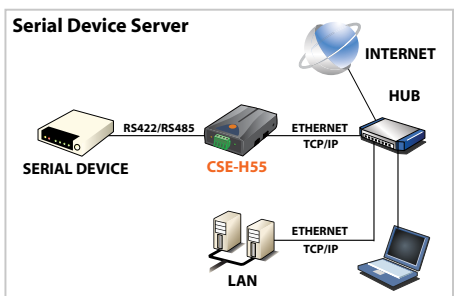 Serial Device Server
INTERNET
HUB
RS422/RS485
ETHERNET
TCP/IP
SERIAL DEVICE
CSE-H55
ETHERNET
TCP/IP
LAN